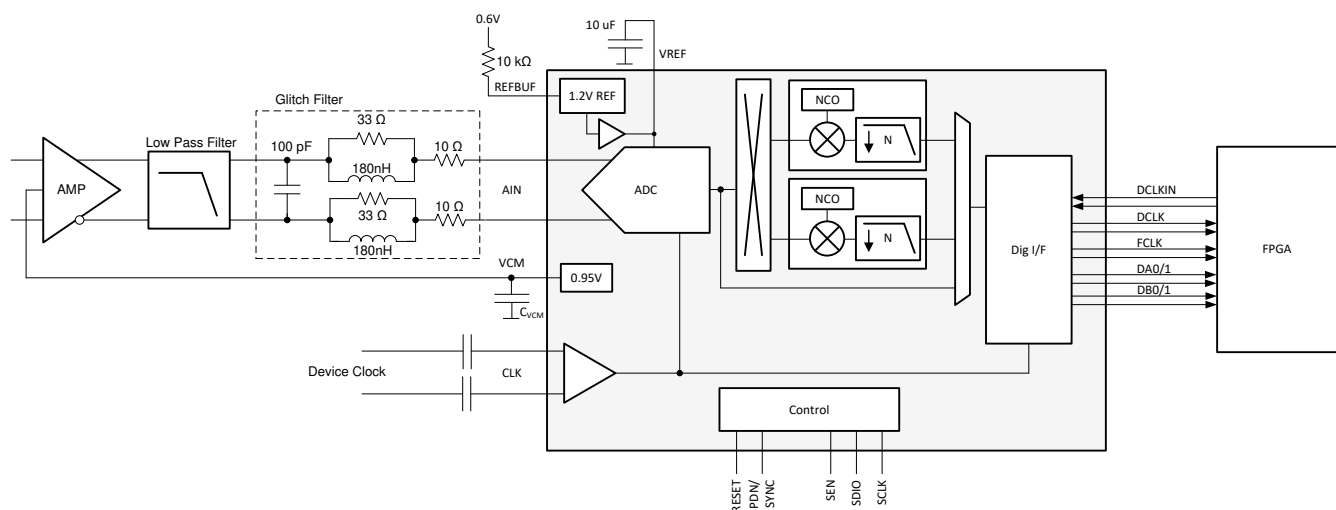 0.6V
10 uF
VREF
10 kΩ
REFBUF
1.2V REF
Glitch Filter
33 Ω
Low Pass Filter
100 pF
10 Ω
180nH
AMP
AIN
ADC
33 Ω
10 Ω
180nH
NCO
N
NCO
N
Dig I/F
DCLKIN
DCLK
FCLK
DA0/1
DB0/1
FPGA
VCM
0.95V
CVCM
Device Clock
CLK
Control
RESET
PDN/
SYNC
SEN
SDIO
SCLK